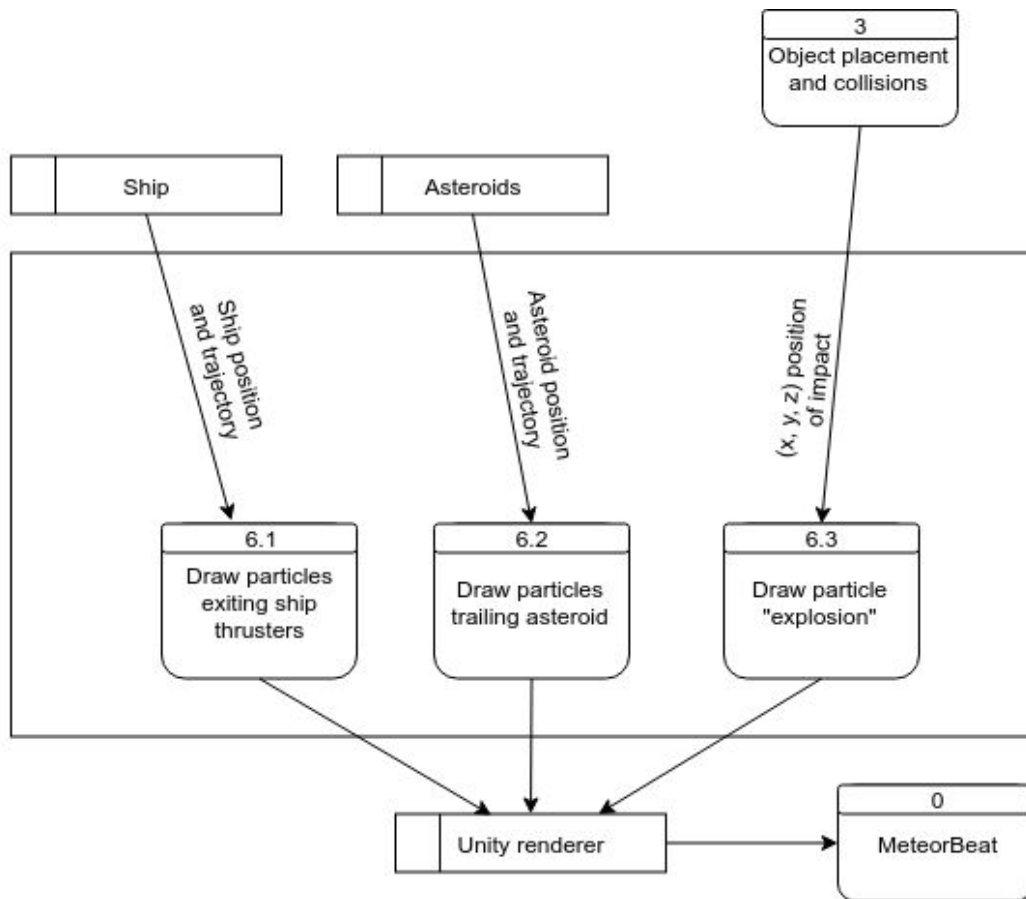 3
Object placement
and collisions
Ship
Asteroids
Ship position
and trajectory
Asteroid position
and trajectory
(x, y, z) position
of impact
6.1
Draw particles
exiting ship
thrusters
6.2
Draw particles
trailing asteroid
6.3
Draw particle
"explosion"
Unity renderer
0
MeteorBeat